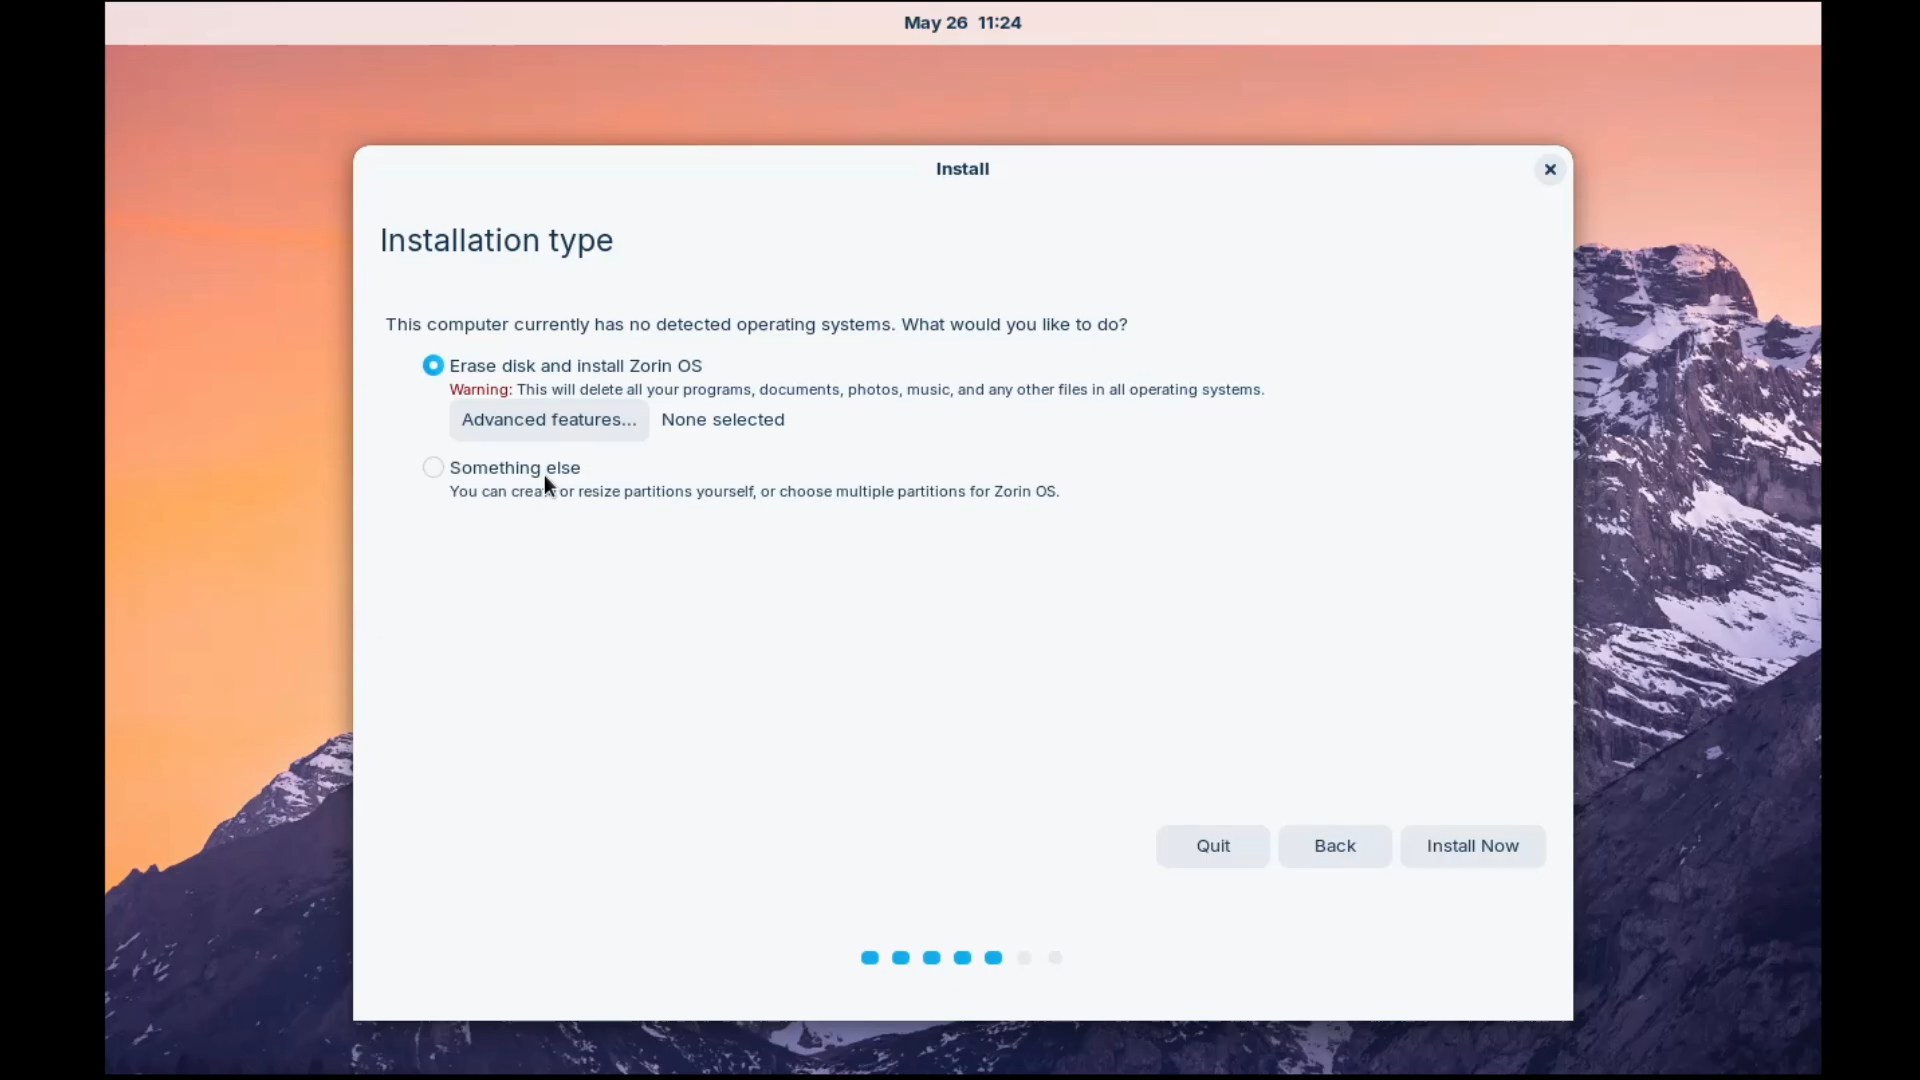 May 26 11:24
Install
Installation type
This computer currently has no detected operating systems. What would you like to do?
Erase disk and install Zorin OS
Warning: This will delete all your programs, documents, photos, music, and any other files in all operating systems.
Advanced features... None selected
Something else
You can create or resize partitions yourself, or choose multiple partitions for Zorin OS.
Quit Back Install Now